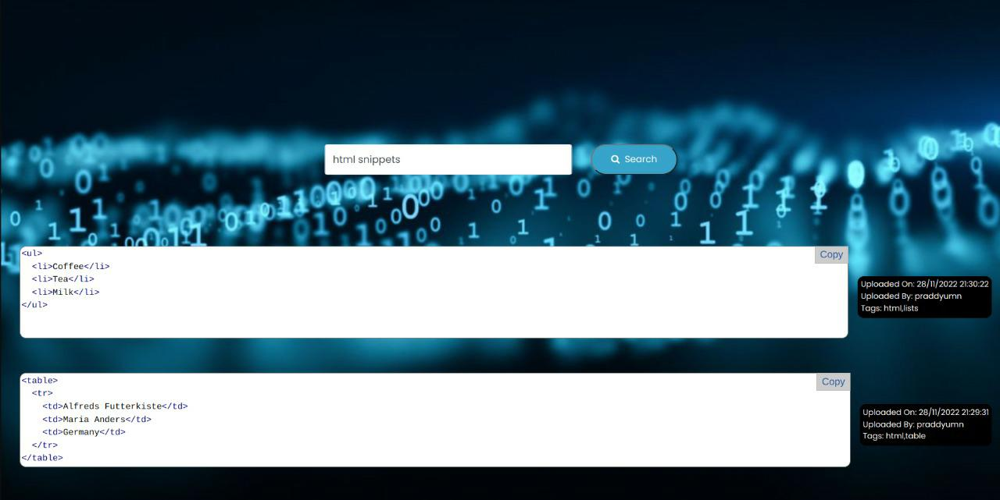 html snippets
Search
<ul>
  <li>Coffee</li>
  <li>Tea</li>
  <li>Milk</li>
</ul>
Copy
Uploaded On: 28/11/2022 21:30:22
Uploaded By: praddyumn
Tags: html,lists
<table>
  <tr>
    <td>Alfreds Futterkiste</td>
    <td>Maria Anders</td>
    <td>Germany</td>
  </tr>
</table>
Copy
Uploaded On: 28/11/2022 21:29:31
Uploaded By: praddyumn
Tags: html,table